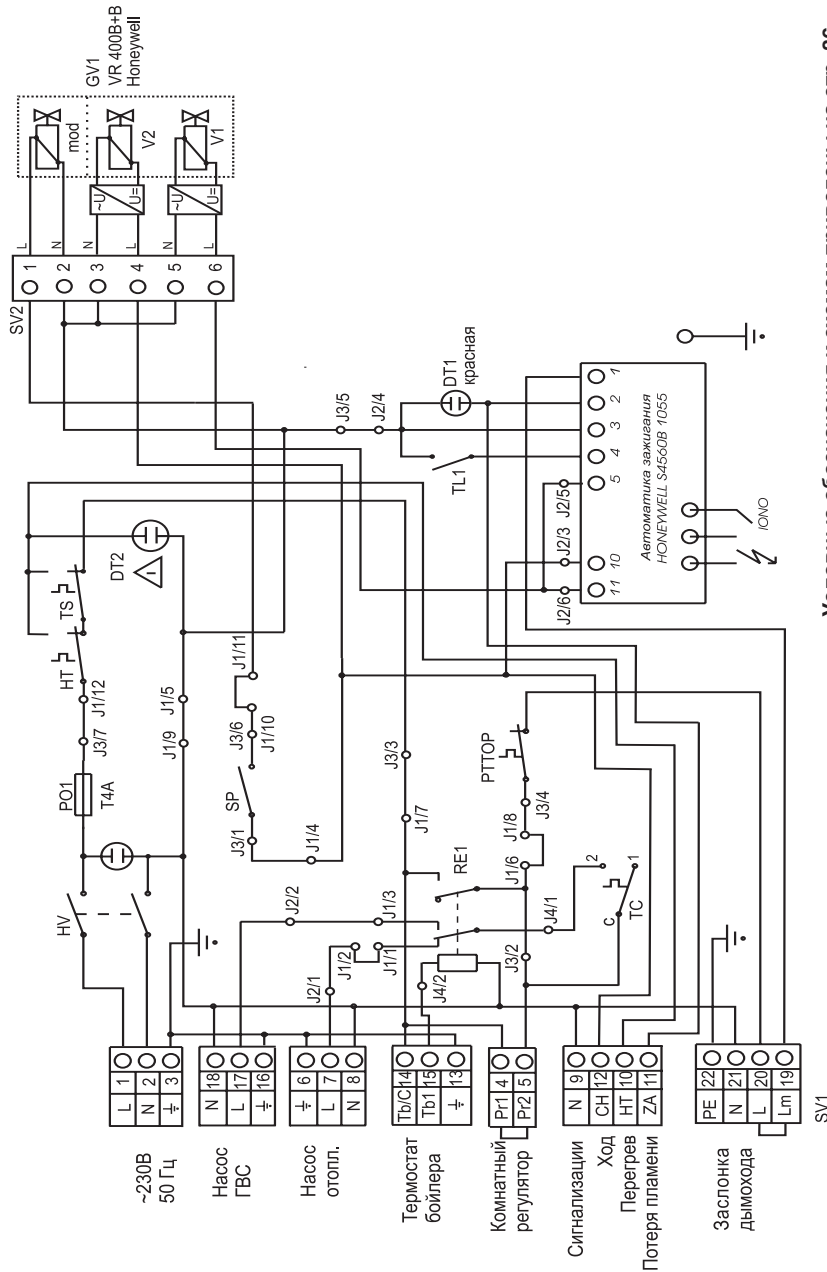 GV1
VR 400B+B
Honeywell
mod
V2
V1
~U
U=
~U
U=
L
N
N
L
N
L
SV2
1
2
3
4
5
6
HV
PO1
T4A
J3/7
J1/12
HT
TS
DT2
J1/9
J1/5
SP
J3/1
J1/4
J3/6
J1/10
J1/11
J3/5
J2/4
DT1
красная
TL1
J2/2
J1/3
J2/1
J1/2
J1/1
RE1
J4/2
J4/1
J1/7
J3/3
J1/6
J1/8
J3/4
РТТОР
J3/2
C
2
1
TC
J2/6
J2/3
J2/5
11
10
5
4
3
2
1
Автоматика зажигания
HONEYWELL S4560B 1055
IONO
~230В
50 Гц
L 1
N 2
3
Насос
ГВС
N 18
L 17
16
Насос
отопл.
6
L 7
N 8
Термостат
бойлера
Tb/C 14
Tb1 15
13
Комнатный
регулятор
Pr1 4
Pr2 5
Сигнализации
Ход
Перегрев
Потеря пламени
N 9
CH 12
HT 10
ZA 11
Заслонка
дымохода
PE 22
N 21
L 20
Lm 19
SV1